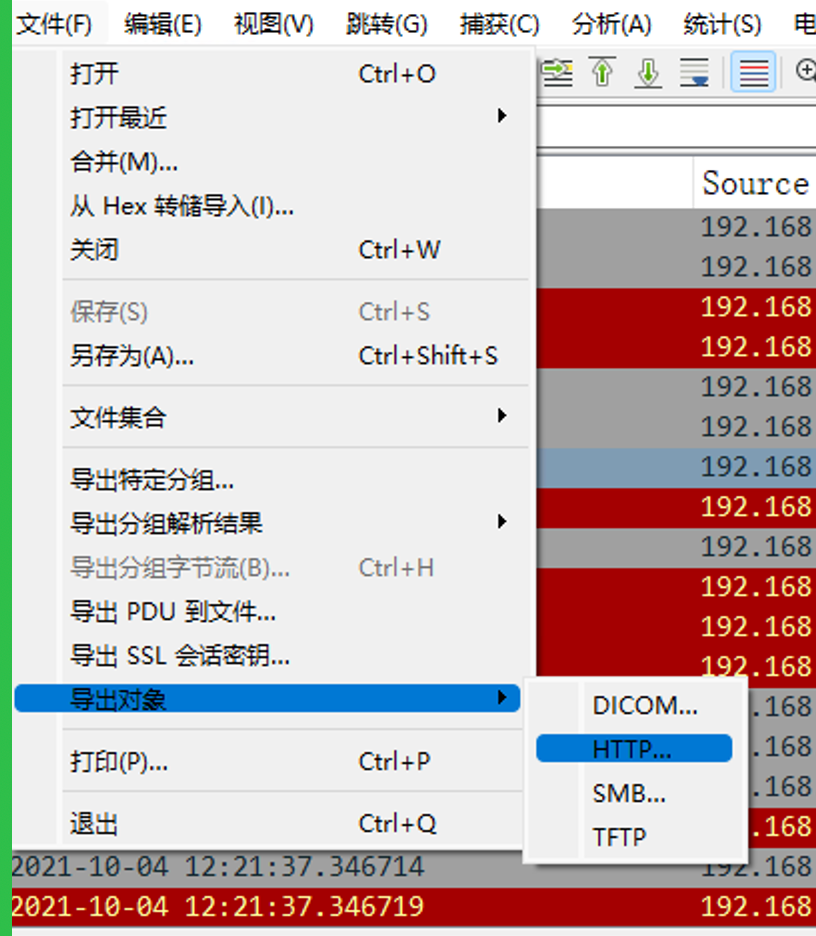 文件(F) 编辑(E) 视图(V) 跳转(G) 捕获(C) 分析(A) 统计(S) 电
打开 Ctrl+O
打开最近
合并(M)...
从 Hex 转储导入(I)...
关闭 Ctrl+W
保存(S) Ctrl+S
另存为(A)... Ctrl+Shift+S
文件集合
导出特定分组...
导出分组解析结果
导出分组字节流(B)... Ctrl+H
导出 PDU 到文件...
导出 SSL 会话密钥...
导出对象
打印(P)... Ctrl+P
退出 Ctrl+Q
DICOM...
HTTP...
SMB...
TFTP
Source
192.168
192.168
192.168
192.168
192.168
192.168
192.168
192.168
192.168
192.168
192.168
192.168
.168
.168
.168
.168
2021-10-04 12:21:37.346714 192.168
2021-10-04 12:21:37.346719 192.168